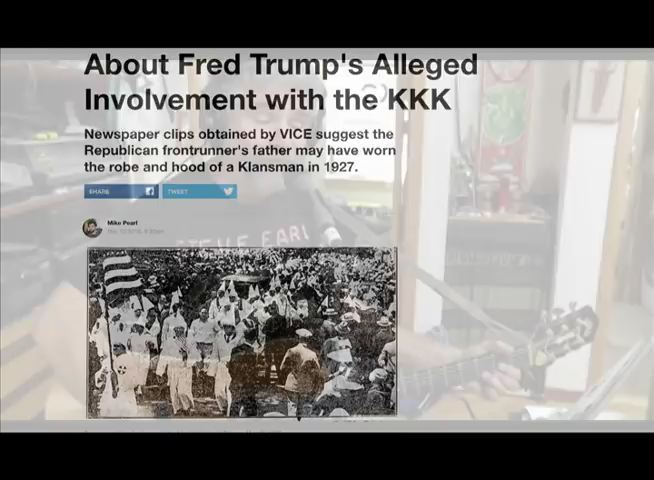 About Fred Trump's Alleged
Involvement with the KKK
Newspaper clips obtained by VICE suggest the
Republican frontrunner's father may have worn
the robe and hood of a Klansman in 1927.
SHARE
TWEET
Mike Pearl
STEVE EARL